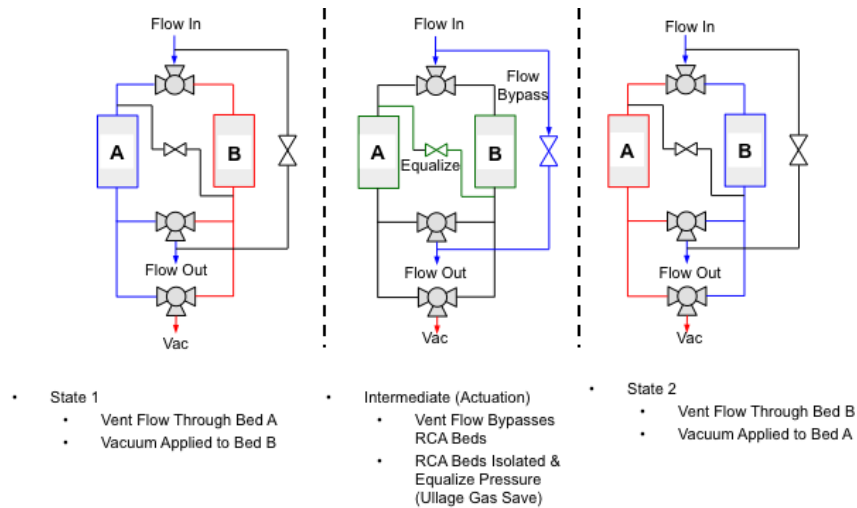 Flow In
A
B
Flow Out
Vac
Flow In
Flow
Bypass
A
B
Equalize
Flow Out
Vac
Flow In
A
B
Flow Out
Vac
• State 1
• Vent Flow Through Bed A
• Vacuum Applied to Bed B
• Intermediate (Actuation)
• Vent Flow Bypasses
RCA Beds
• RCA Beds Isolated &
Equalize Pressure
(Ullage Gas Save)
• State 2
• Vent Flow Through Bed B
• Vacuum Applied to Bed A